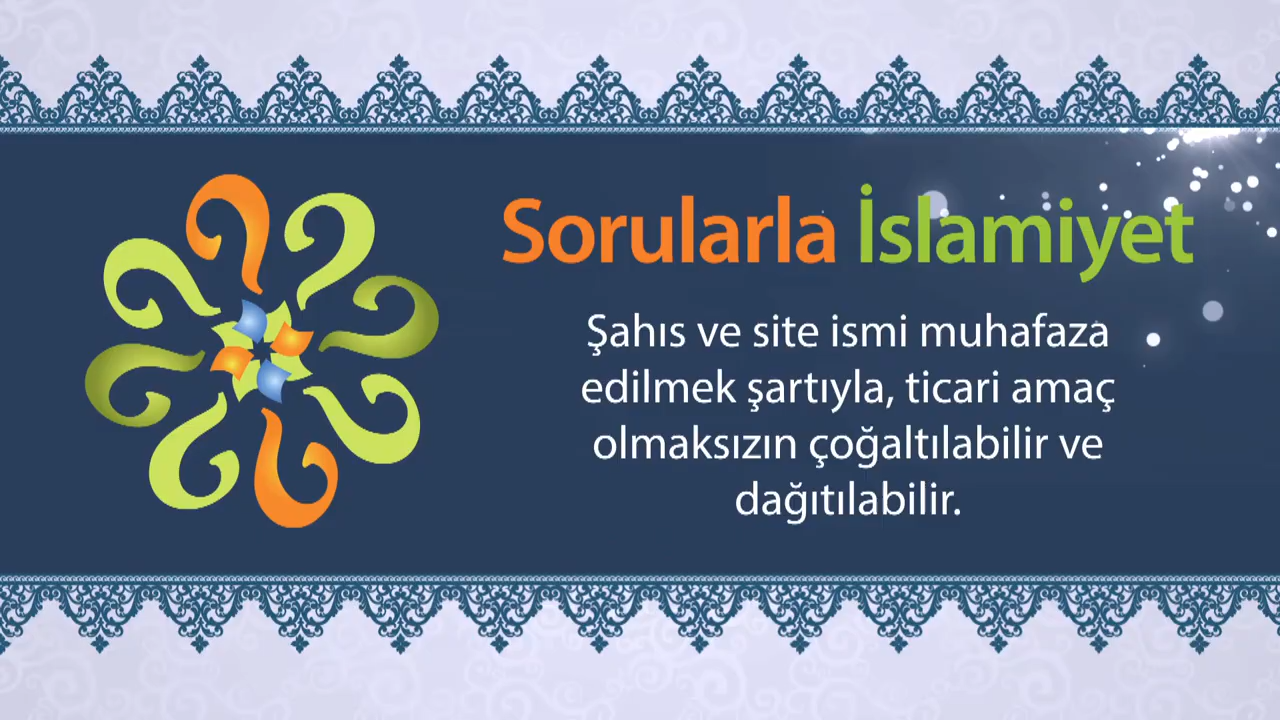 Sorularla İslamiyet
Şahıs ve site ismi muhafaza
edilmek şartıyla, ticari amaç
olmaksızın çoğaltılabilir ve
dağıtılabilir.